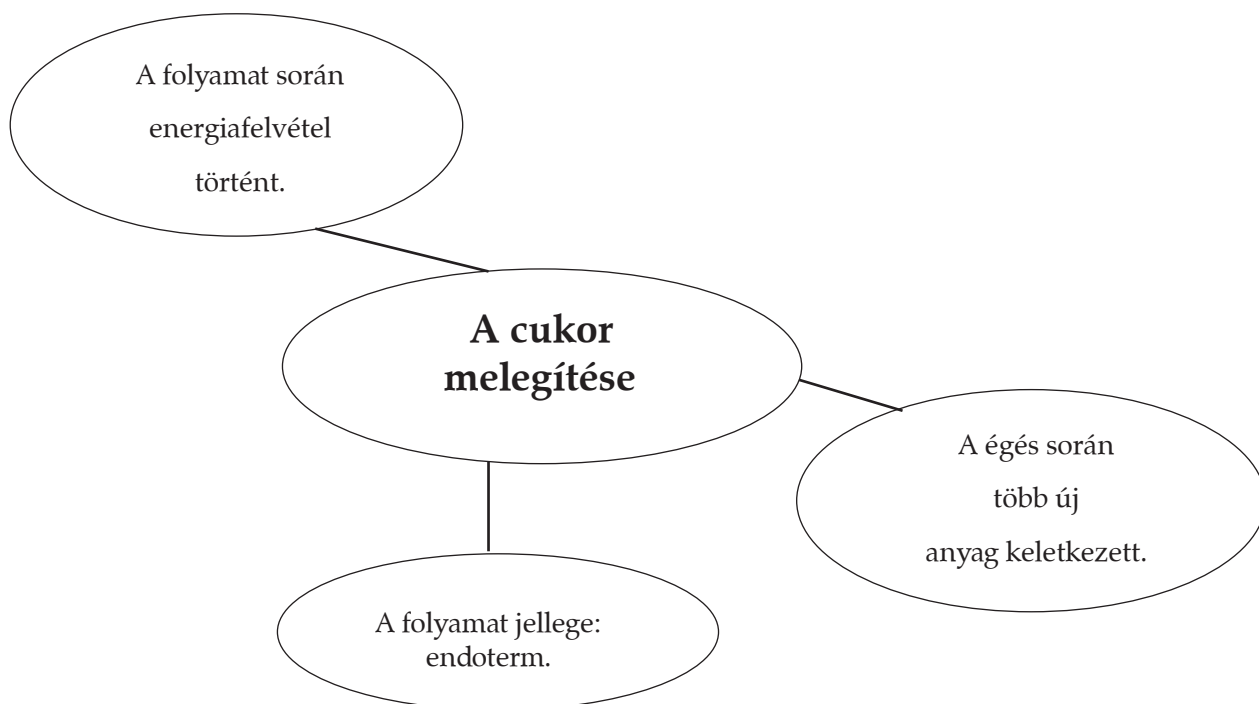 A folyamat során
energiafelvétel
történt.
A cukor
melegítése
A égés során
több új
anyag keletkezett.
A folyamat jellege:
endoterm.